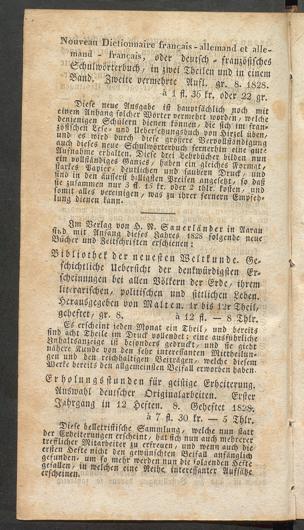 Nouveau Dictionnaire français-allemand et alle-
mand - français, oder deutsch - französisches
Schulwörterbuch, in zwei Theilen und in einem
Band. Zweite vermehrte Aufl. gr. 8. 1828.
à 1 fl. 36 kr. oder 22 gr.
Diese neue Ausgabe ist hauptsächlich noch mit
einem Anhang solcher Wörter vermehrt worden, welche
denjenigen Schülern dienen können, die sich im fran-
zösischen Lese- und Uebersetzungsbuch von Hirzel üben,
und es wird durch diese größere Vervollständigung
auch dieses neue Schulwörterbuch fernerhin eine gute
Aufnahme erhalten. Diese drei Lehrbücher bilden nun
ein vollständiges Ganzes, haben ein gleiches Format,
starkes Papier, deutlichen und saubern Druck, und
sind in den äußerst billigsten Preisen angesetzt, so daß
sie zusammen nur 3 fl. 15 kr. oder 2 thlr. kosten, und
somit alles vereinigen, was zu ihrer fernern Empfeh-
lung dienen kann.
Im Verlag von H. R. Sauerländer in Aarau
sind mit Anfang dieses Jahres 1828 folgende neue
Bücher und Zeitschriften erschienen:
Bibliothek der neuesten Weltkunde. Ge-
schichtliche Uebersicht der denkwürdigsten Er-
scheinungen bei allen Völkern der Erde, ihrem
literarischen, politischen und sittlichen Leben.
Herausgegeben von Malten. 1r bis 12r Theil,
geheftet, gr. 8. à 12 fl. — 8 Thlr.
Es erscheint jeden Monat ein Theil, und bereits
sind acht Theile im Druck vollendet; eine ausführliche
Inhaltsanzeige ist besonders gedruckt, und sie giebt
nähere Kunde von den sehr interessanten Mittheilun-
gen und den reichhaltigen Beiträgen, welche diesem
Werke bereits den allgemeinsten Beifall erworben haben.
Erholungsstunden für geistige Erheiterung.
Auswahl deutscher Originalarbeiten. Erster
Jahrgang in 12 Heften. 8. Geheftet 1828.
à 7 fl. 30 kr. — 5 Thlr.
Diese belletristische Sammlung, welche nun statt
der Erheiterungen erscheint, hat sich nun auch mehrerer
trefflicher Mitarbeiter zu erfreuen, und wenn auch die
ersten Hefte nicht den gewünschten Beifall anfänglich
gefunden, um so mehr werden nun die folgenden Hefte
gefallen, in welchen eine Reihe interessanter Aufsätze
erscheinen.